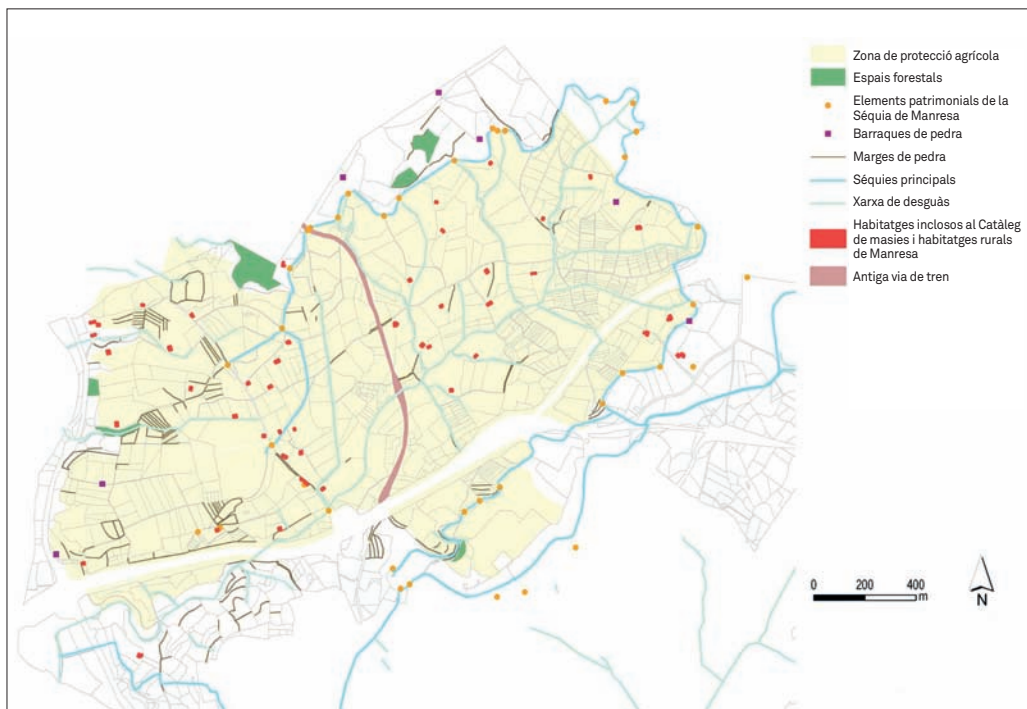 Zona de protecció agrícola
Espais forestals
Elements patrimonials de la
Séquia de Manresa
Barraques de pedra
Marges de pedra
Séquies principals
Xarxa de desguàs
Habitatges inclosos al Catàleg
de masies i habitatges rurals
de Manresa
Antiga via de tren
0 200 400
m
N